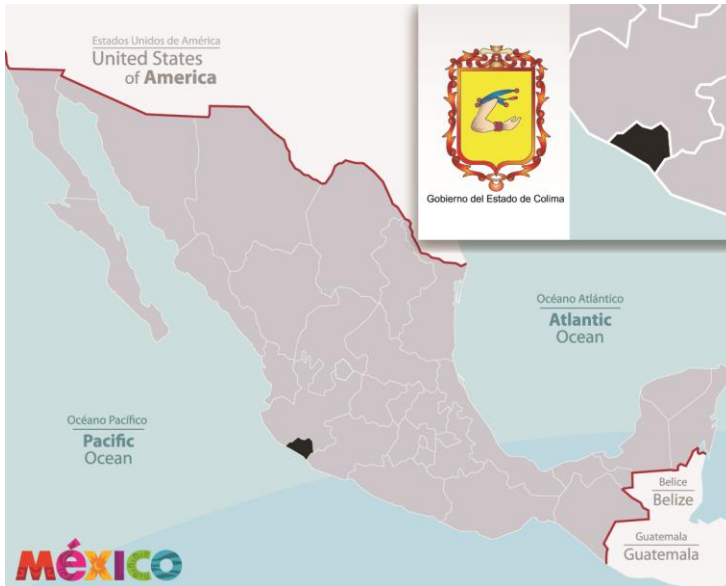 Estados Unidos de América
United States
of America
Gobierno del Estado de Colima
Océano Atlántico
Atlantic
Ocean
Océano Pacífico
Pacific
Ocean
Belice
Belize
Guatemala
Guatemala
MéXICO